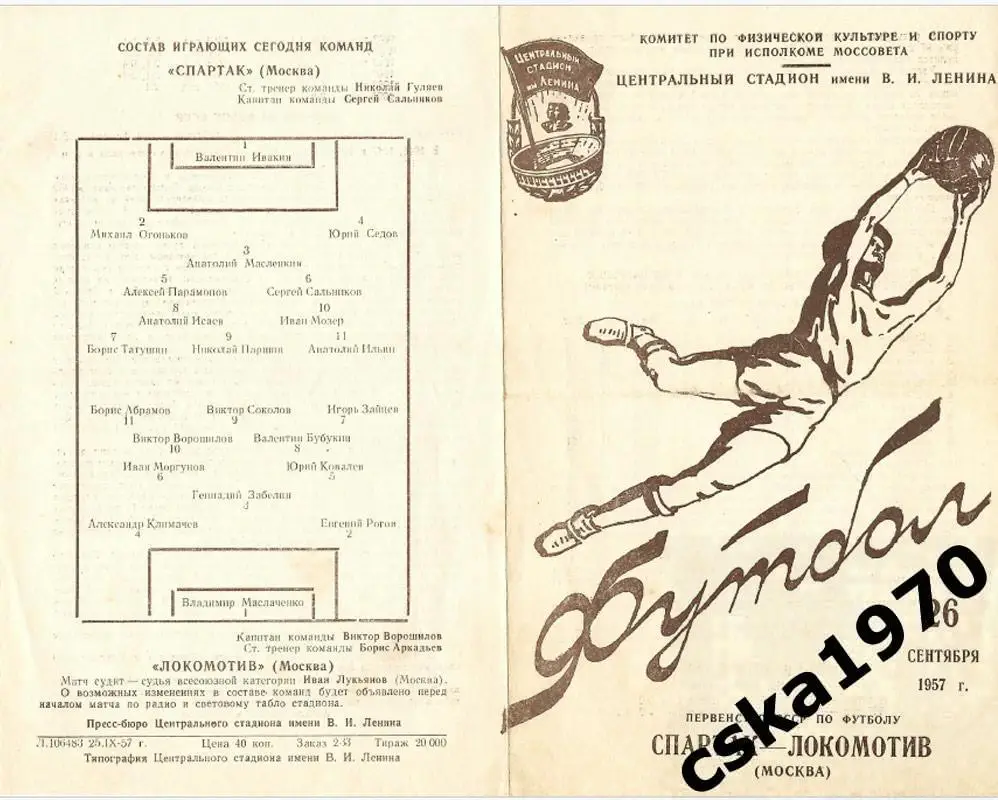 СОСТАВ ИГРАЮЩИХ СЕГОДНЯ КОМАНД
«СПАРТАК» (Москва)
Ст. тренер команды Николай Гуляев
Капитан команды Сергей Сальников
1
Валентин Ивакин
2 4
Михаил Огоньков Юрий Седов
3
Анатолий Масленкин
5 6
Алексей Парамонов Сергей Сальников
8 10
Анатолий Исаев Иван Мозер
7 9 11
Борис Татушин Николай Паршин Анатолий Ильин
Борис Абрамов Виктор Соколов Игорь Зайцев
11 9 7
Виктор Ворошилов Валентин Бубукин
10 8
Иван Моргунов Юрий Ковалев
6 5
Геннадий Забелин
3
Александр Климачев Евгений Рогов
4 2
Владимир Маслаченко
1
Капитан команды Виктор Ворошилов
Ст. тренер команды Борис Аркадьев
«ЛОКОМОТИВ» (Москва)
Матч судит — судья всесоюзной категории Иван Лукьянов (Москва).
О возможных изменениях в составе команд будет объявлено перед
началом матча по радио и световому табло стадиона.
Пресс-бюро Центрального стадиона имени В. И. Ленина
Л.106483 25.IX-57 г. Цена 40 коп. Заказ 233 Тираж 20 000
Типография Центрального стадиона имени В. И. Ленина
КОМИТЕТ ПО ФИЗИЧЕСКОЙ КУЛЬТУРЕ И СПОРТУ
ПРИ ИСПОЛКОМЕ МОССОВЕТА
ЦЕНТРАЛЬНЫЙ СТАДИОН имени В. И. ЛЕНИНА
ЦЕНТРАЛЬНЫЙ
СТАДИОН
им ЛЕНИНА
футбол
26
СЕНТЯБРЯ
1957 г.
ПЕРВЕНСТВО СССР ПО ФУТБОЛУ
СПАРТАК—ЛОКОМОТИВ
(МОСКВА)
cska1970